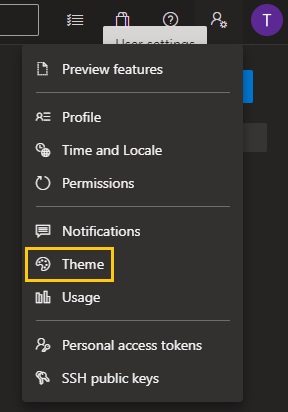 T
User settings
Preview features
Profile
Time and Locale
Permissions
Notifications
Theme
Usage
Personal access tokens
SSH public keys